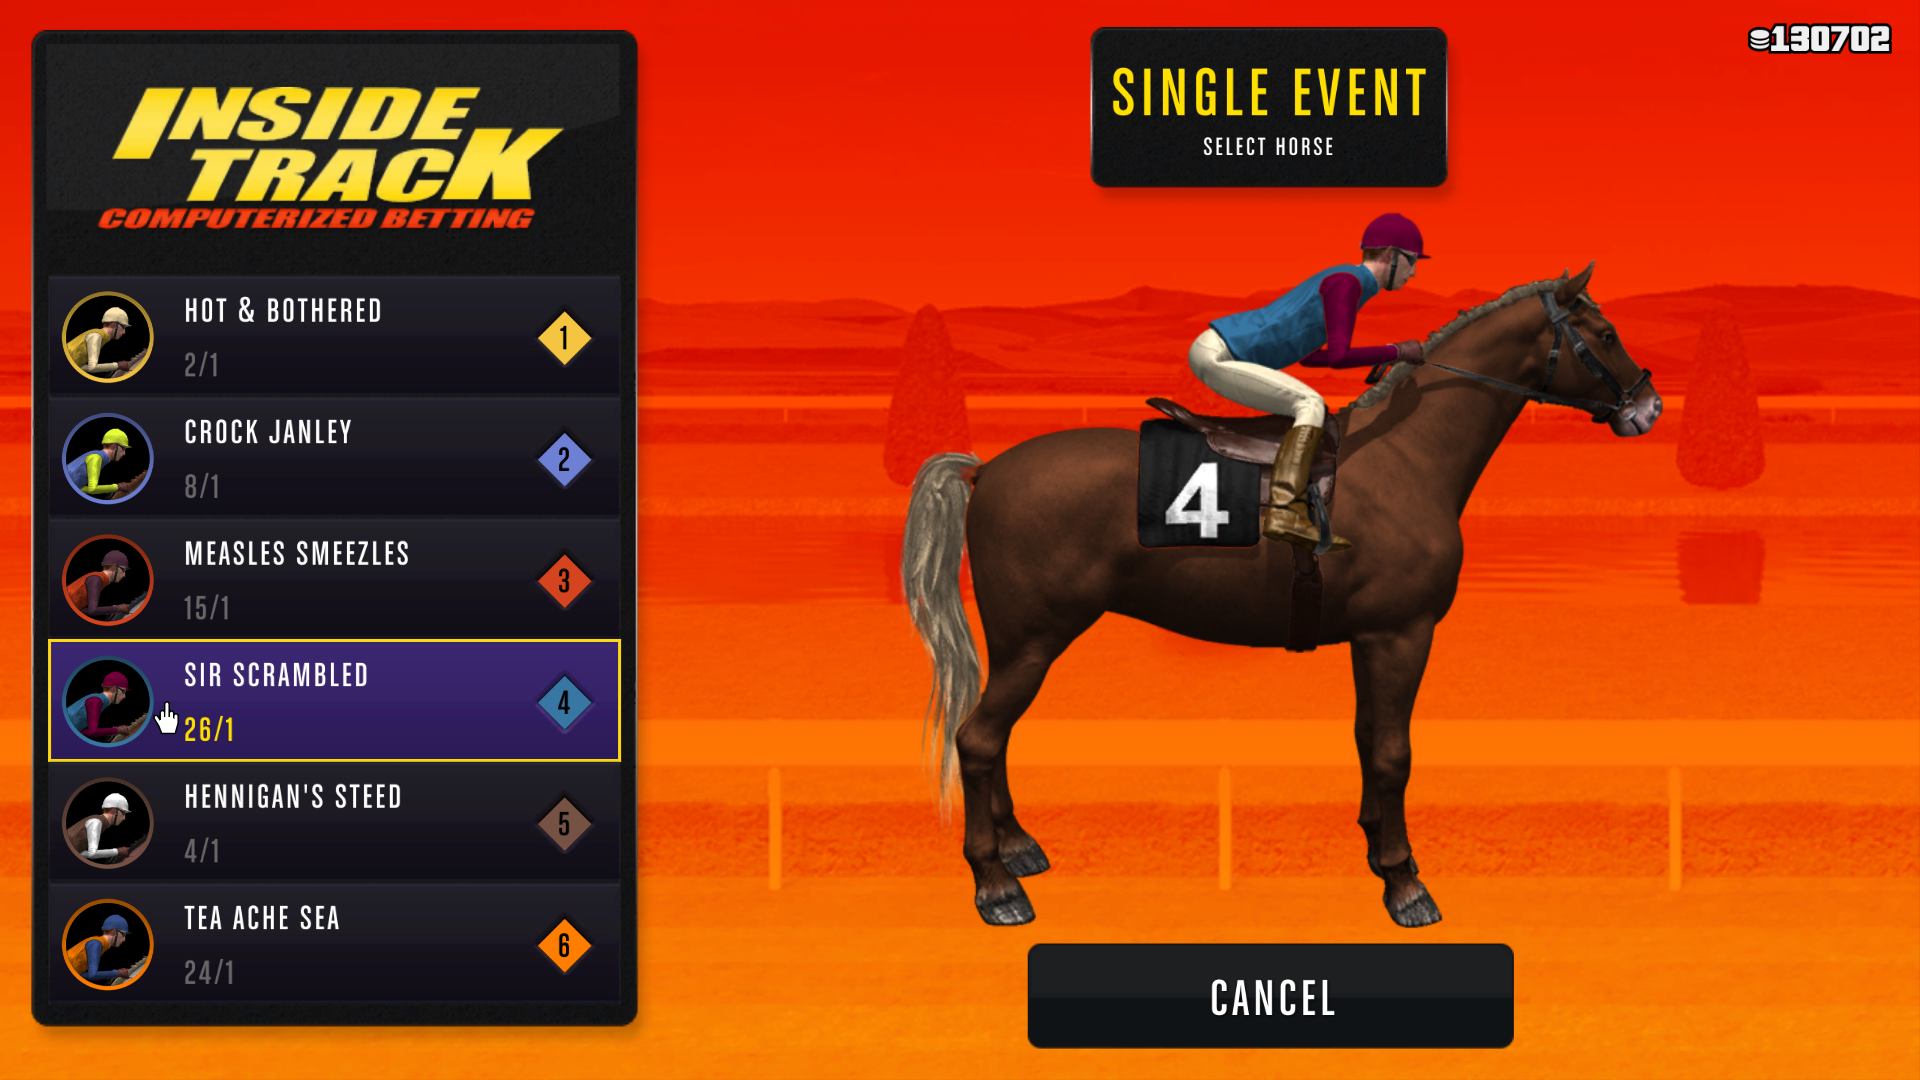 INSIDE
TRACK
COMPUTERIZED BETTING
HOT & BOTHERED
2/1
1
CROCK JANLEY
8/1
2
MEASLES SMEEZLES
15/1
3
SIR SCRAMBLED
26/1
4
HENNIGAN'S STEED
4/1
5
TEA ACHE SEA
24/1
6
SINGLE EVENT
SELECT HORSE
130702
4
CANCEL